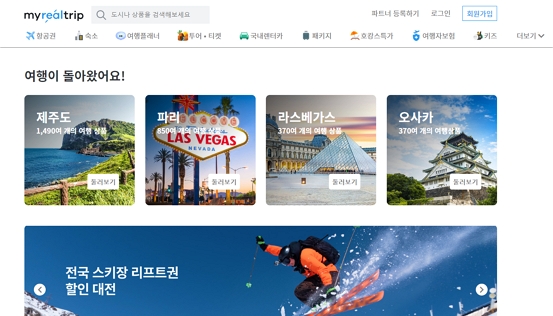 myrealtrip
도시나 상품을 검색해보세요
파트너 등록하기
로그인
회원가입
항공권
숙소
여행플래너
투어 • 티켓
국내렌터카
패키지
호캉스특가
여행자보험
키즈
더보기
여행이 돌아왔어요!
제주도
1,490여 개의 여행 상품
둘러보기
파리
850여 개의 여행 상품
LAS VEGAS
NEVADA
둘러보기
라스베가스
370여 개의 여행 상품
둘러보기
오사카
370여 개의 여행 상품
둘러보기
전국 스키장 리프트권
할인 대전